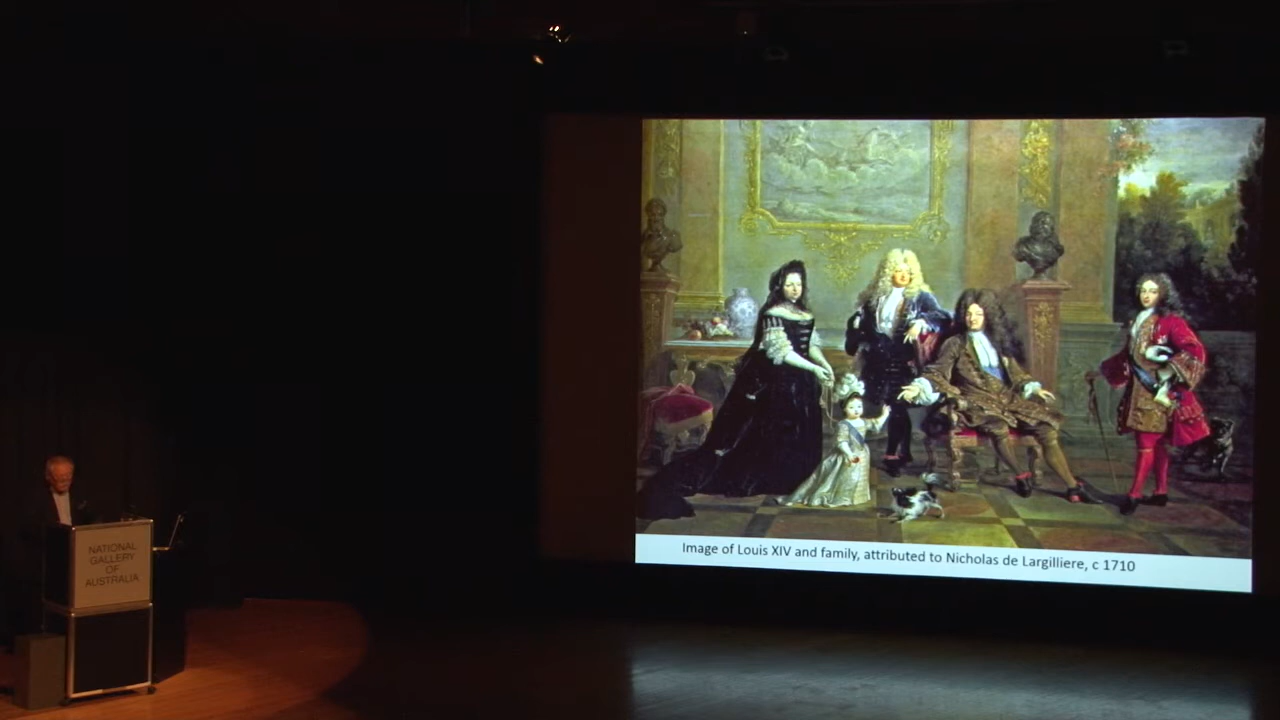 NATIONAL
GALLERY
OF
AUSTRALIA
Image of Louis XIV and family, attributed to Nicholas de Largilliere, c 1710